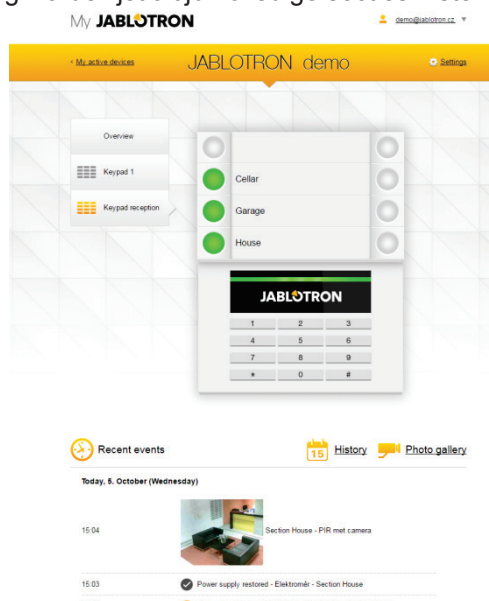 My JABLOTRON
demo@jablotron.cz
My active devices
JABLOTRON demo
Settings
Overview
Keypad 1
Keypad reception
Cellar
Garage
House
JABLOTRON
1 2 3
4 5 6
7 8 9
* 0 #
Recent events
15
History
Photo gallery
Today, 5. October (Wednesday)
15:04
Section House - PIR met camera
15:03
Power supply restored - Elektromér - Section House